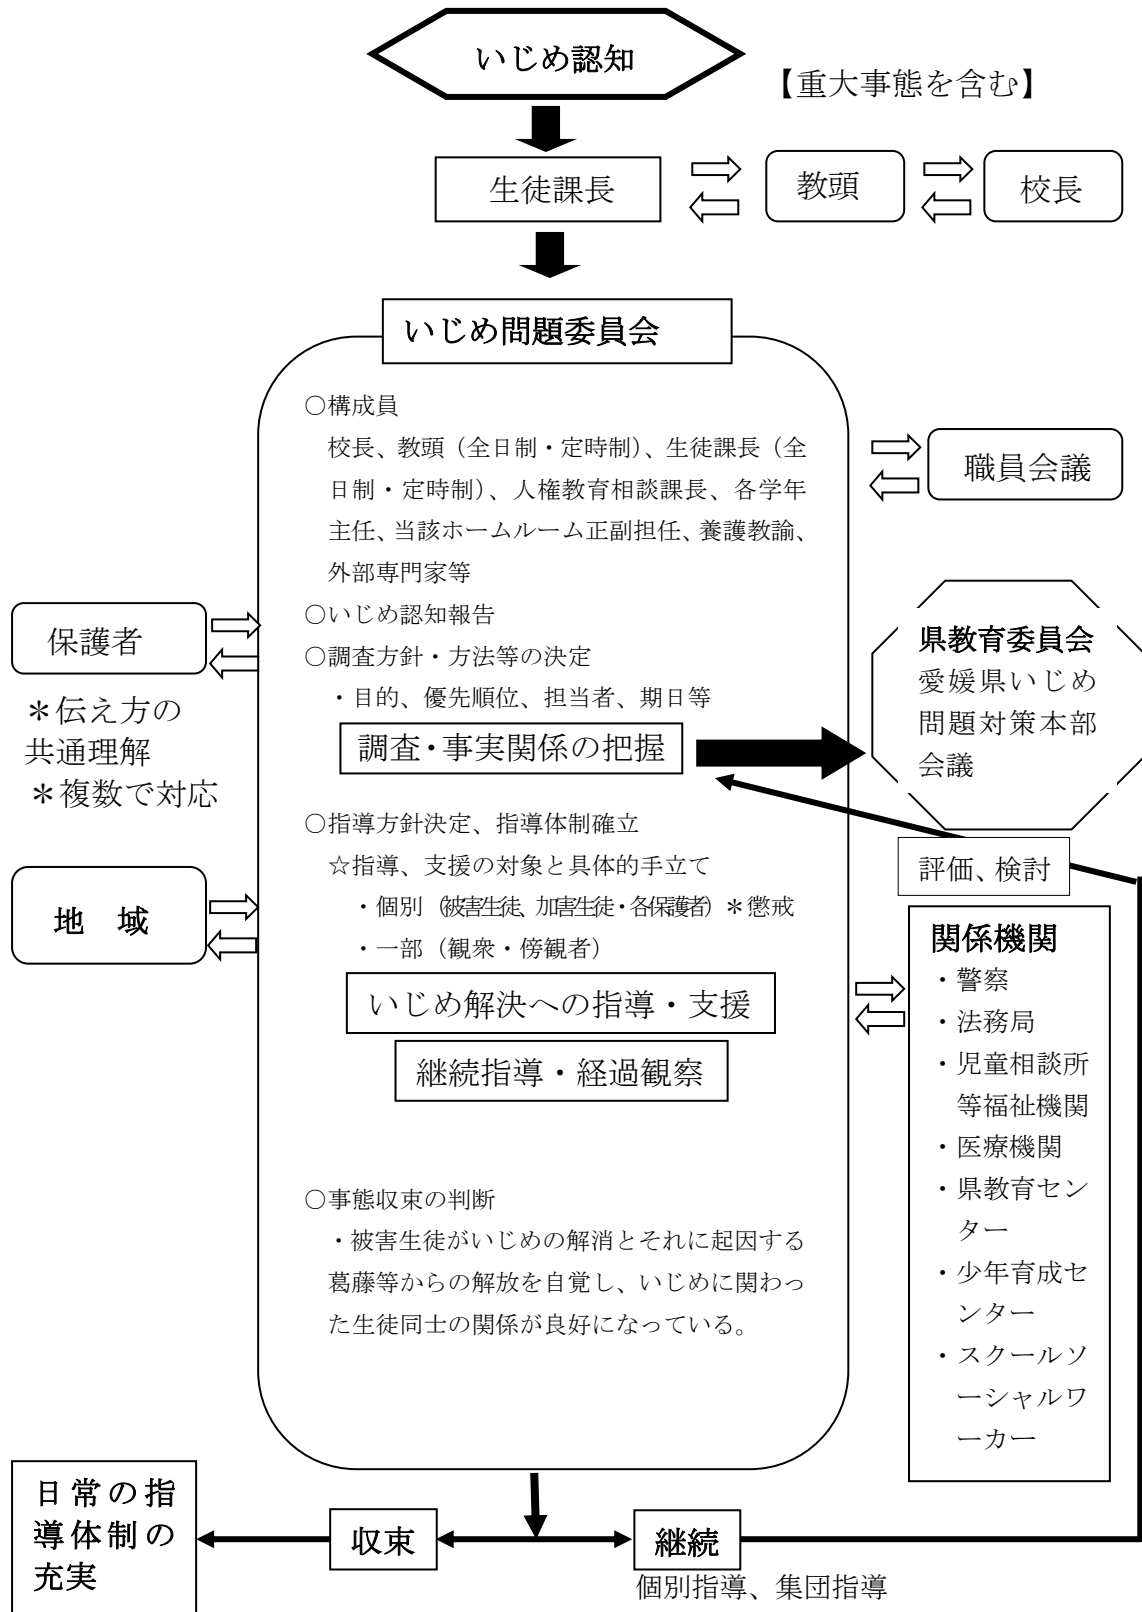 いじめ認知
【重大事態を含む】
生徒課長
教頭
校長
いじめ問題委員会
○構成員
校長、教頭（全日制・定時制）、生徒課長（全
日制・定時制）、人権教育相談課長、各学年
主任、当該ホームルーム正副担任、養護教諭、
外部専門家等
○いじめ認知報告
○調査方針・方法等の決定
・目的、優先順位、担当者、期日等
調査・事実関係の把握
○指導方針決定、指導体制確立
☆指導、支援の対象と具体的手立て
・個別（被害生徒、加害生徒・各保護者）＊懲戒
・一部（観衆・傍観者）
いじめ解決への指導・支援
継続指導・経過観察
○事態収束の判断
・被害生徒がいじめの解消とそれに起因する
葛藤等からの解放を自覚し、いじめに関わっ
た生徒同士の関係が良好になっている。
職員会議
保護者
＊伝え方の
共通理解
＊複数で対応
地　域
県教育委員会
愛媛県いじめ
問題対策本部
会議
評価、検討
関係機関
・警察
・法務局
・児童相談所
等福祉機関
・医療機関
・県教育セン
ター
・少年育成セ
ンター
・スクールソ
ーシャルワ
ーカー
日常の指
導体制の
充実
収束
継続
個別指導、集団指導